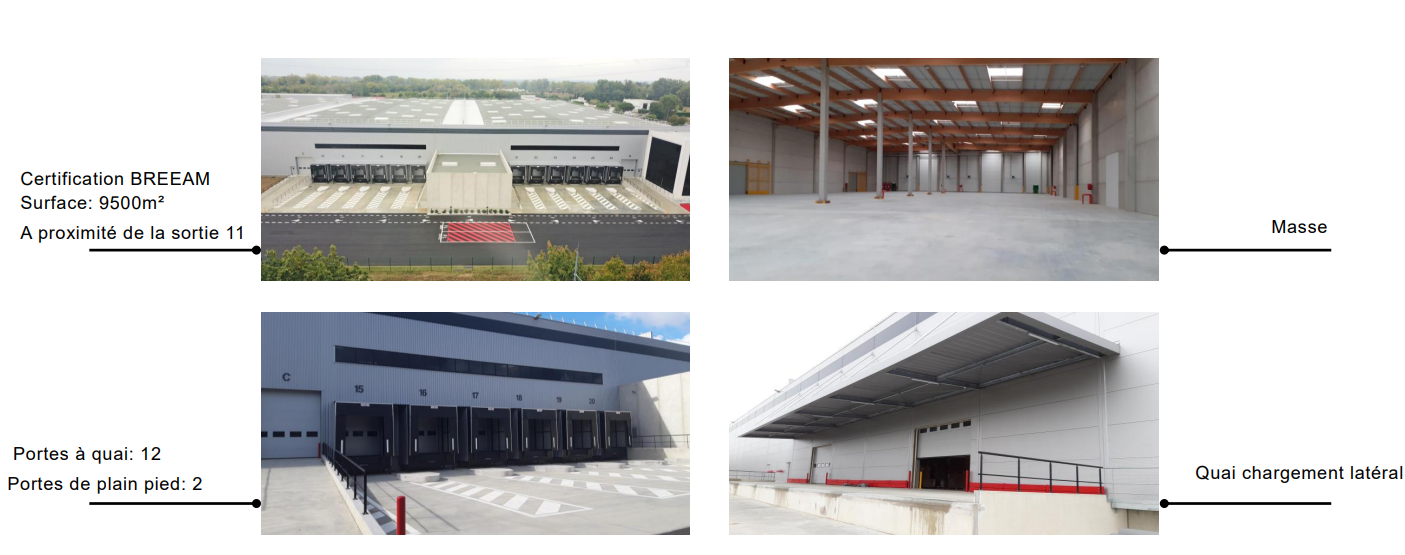 Certification BREEAM
Surface: 9500m²
A proximité de la sortie 11
Masse
C
15
16
17
18
19
20
Portes à quai: 12
Portes de plain pied: 2
Quai chargement latéral